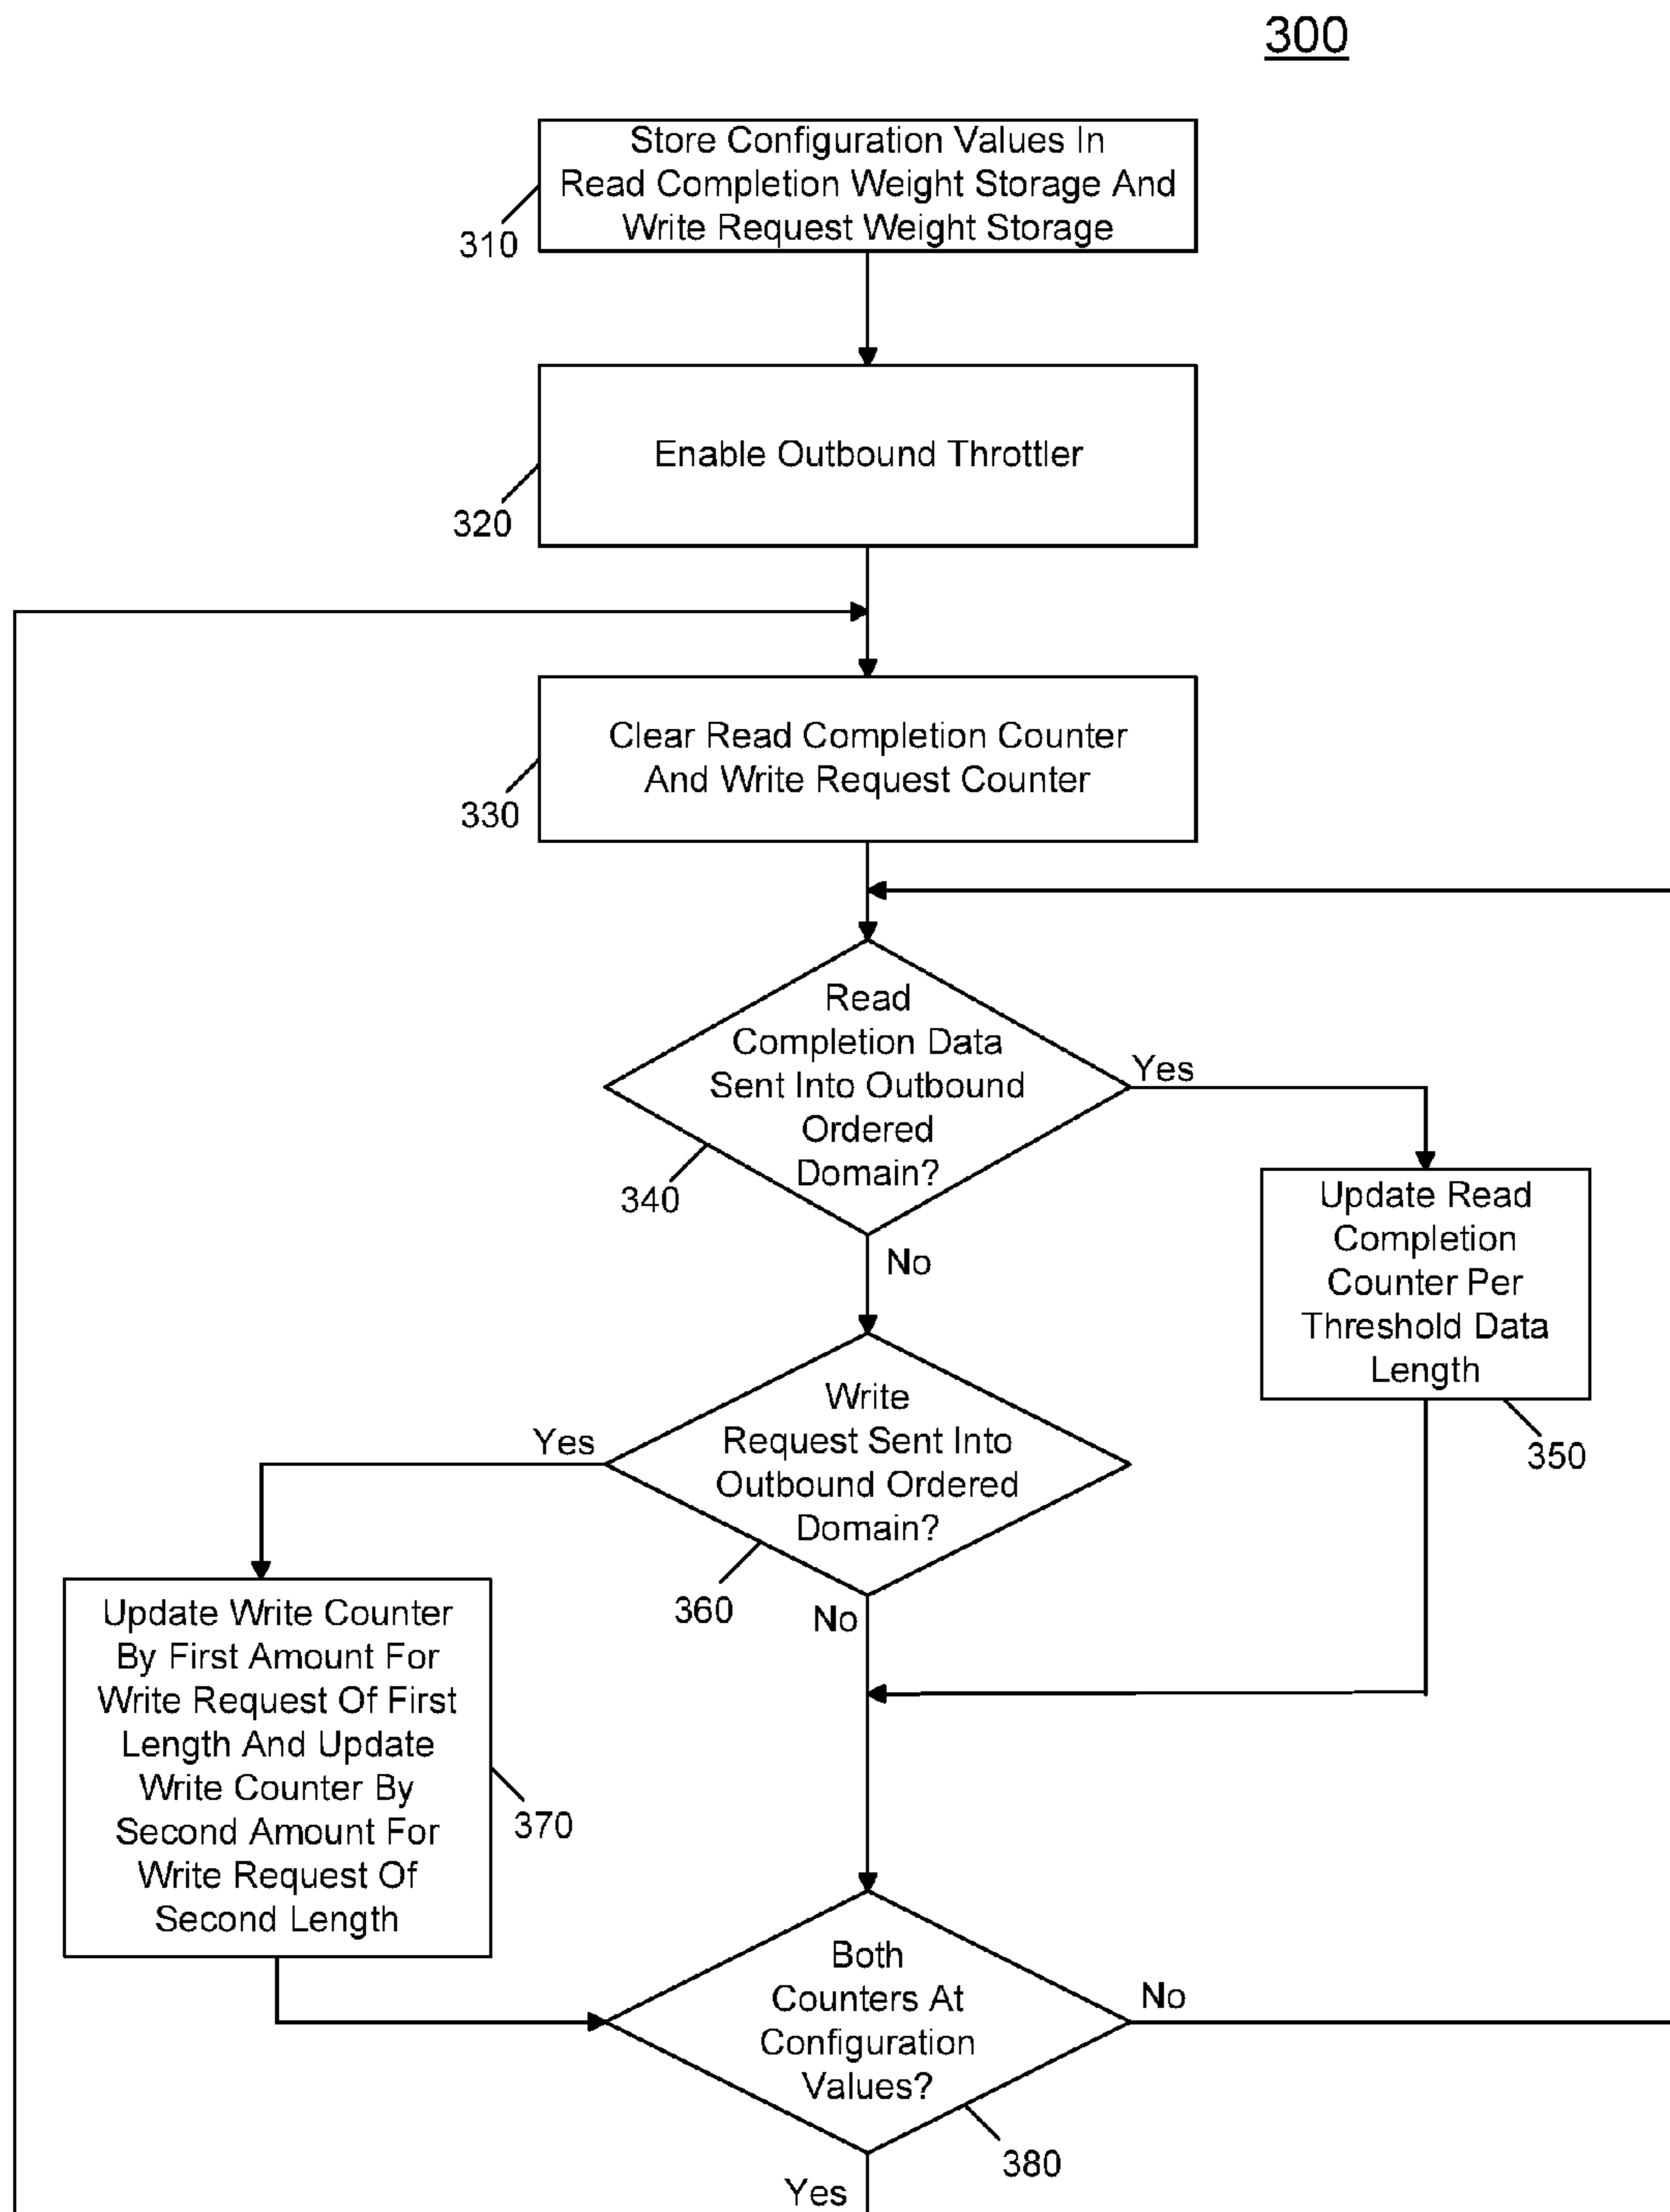 300
Store Configuration Values In
Read Completion Weight Storage And
Write Request Weight Storage
310
Enable Outbound Throttler
320
Clear Read Completion Counter
And Write Request Counter
330
Read
Completion Data
Sent Into Outbound
Ordered
Domain?
Yes
340
No
Update Read
Completion
Counter Per
Threshold Data
Length
350
Write
Request Sent Into
Outbound Ordered
Domain?
Yes
360
No
Update Write Counter
By First Amount For
Write Request Of First
Length And Update
Write Counter By
Second Amount For
Write Request Of
Second Length
370
Both
Counters At
Configuration
Values?
No
380
Yes